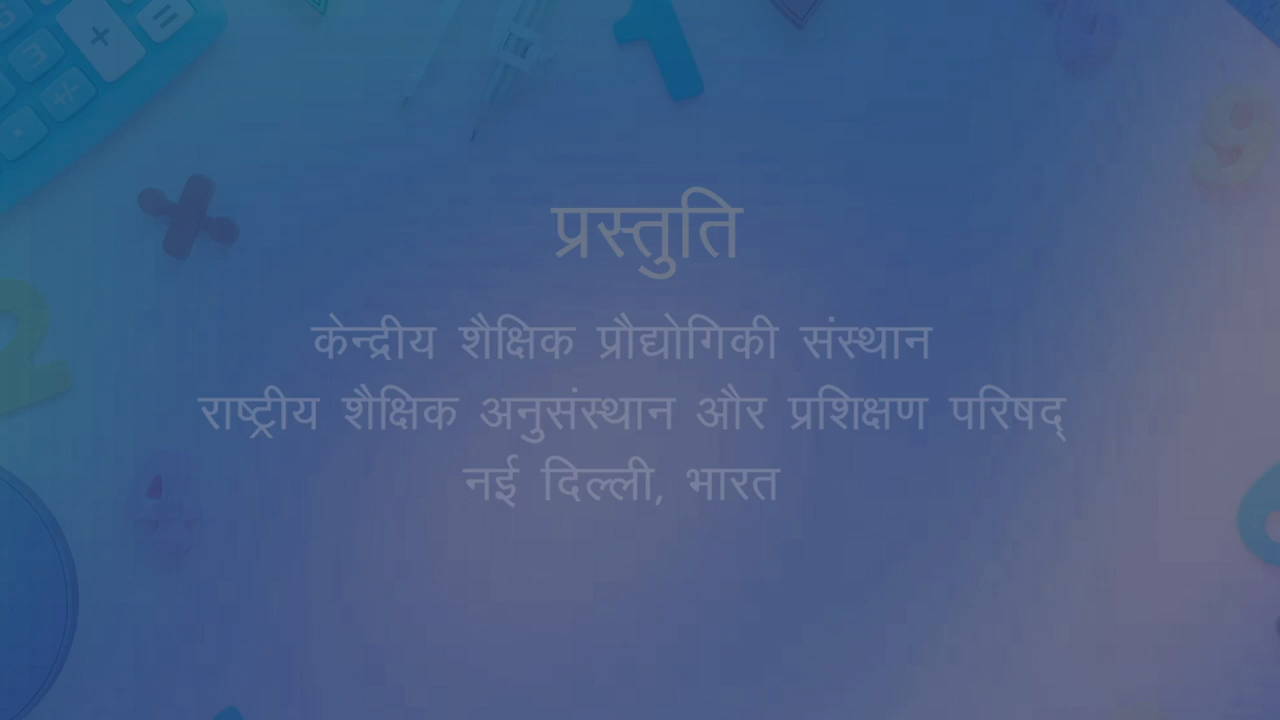 प्रस्तुति
केन्द्रीय शैक्षिक प्रौद्योगिकी संस्थान
राष्ट्रीय शैक्षिक अनुसंस्थान और प्रशिक्षण परिषद्
नई दिल्ली, भारत